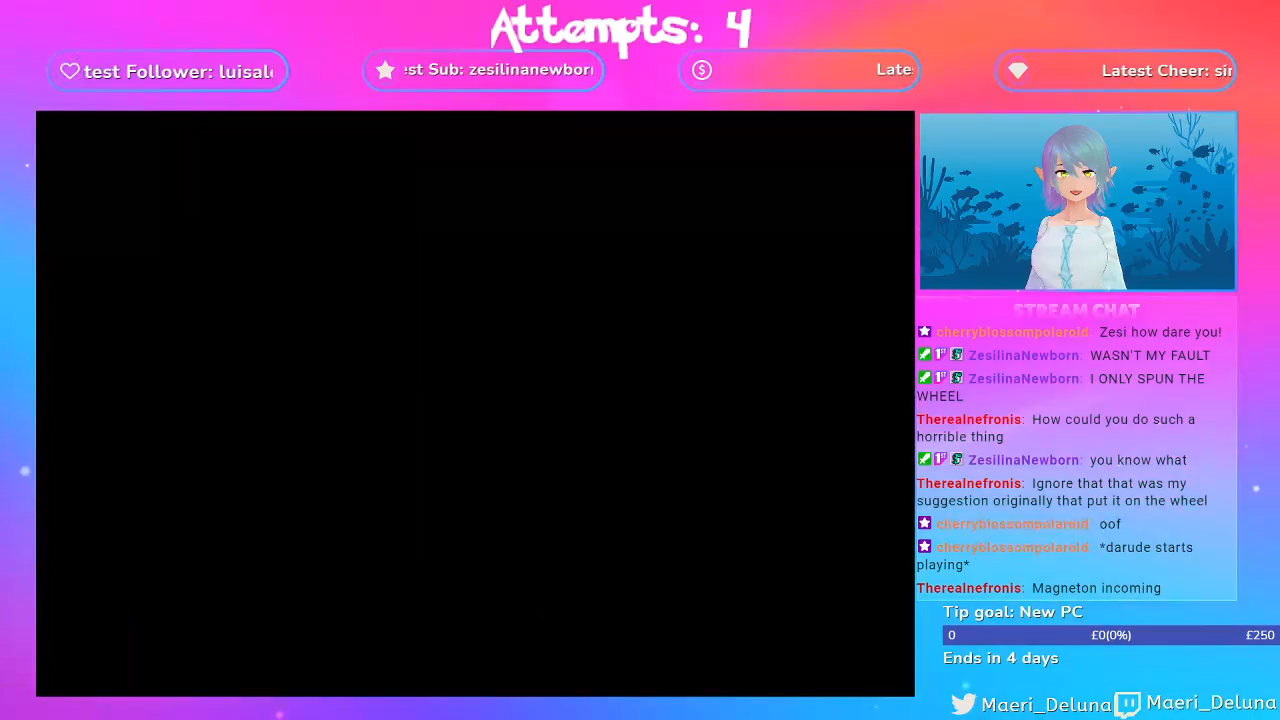 Attempts: 4
test Follower: luisal
st Sub: zesilinanewborn
Late
Latest Cheer: sir
STREAM CHAT
cherryblossompolaroid: Zesi how dare you!
1st ZesilinaNewborn: WASN'T MY FAULT
1st ZesilinaNewborn: I ONLY SPUN THE
WHEEL
Therealnefronis: How could you do such a
horrible thing
1st ZesilinaNewborn: you know what
Therealnefronis: Ignore that that was my
suggestion originally that put it on the wheel
cherryblossompolaroid: oof
cherryblossompolaroid: *darude starts
playing*
Therealnefronis: Magneton incoming
Tip goal: New PC
0 £0(0%) £250
Ends in 4 days
Maeri_Deluna Maeri_Deluna